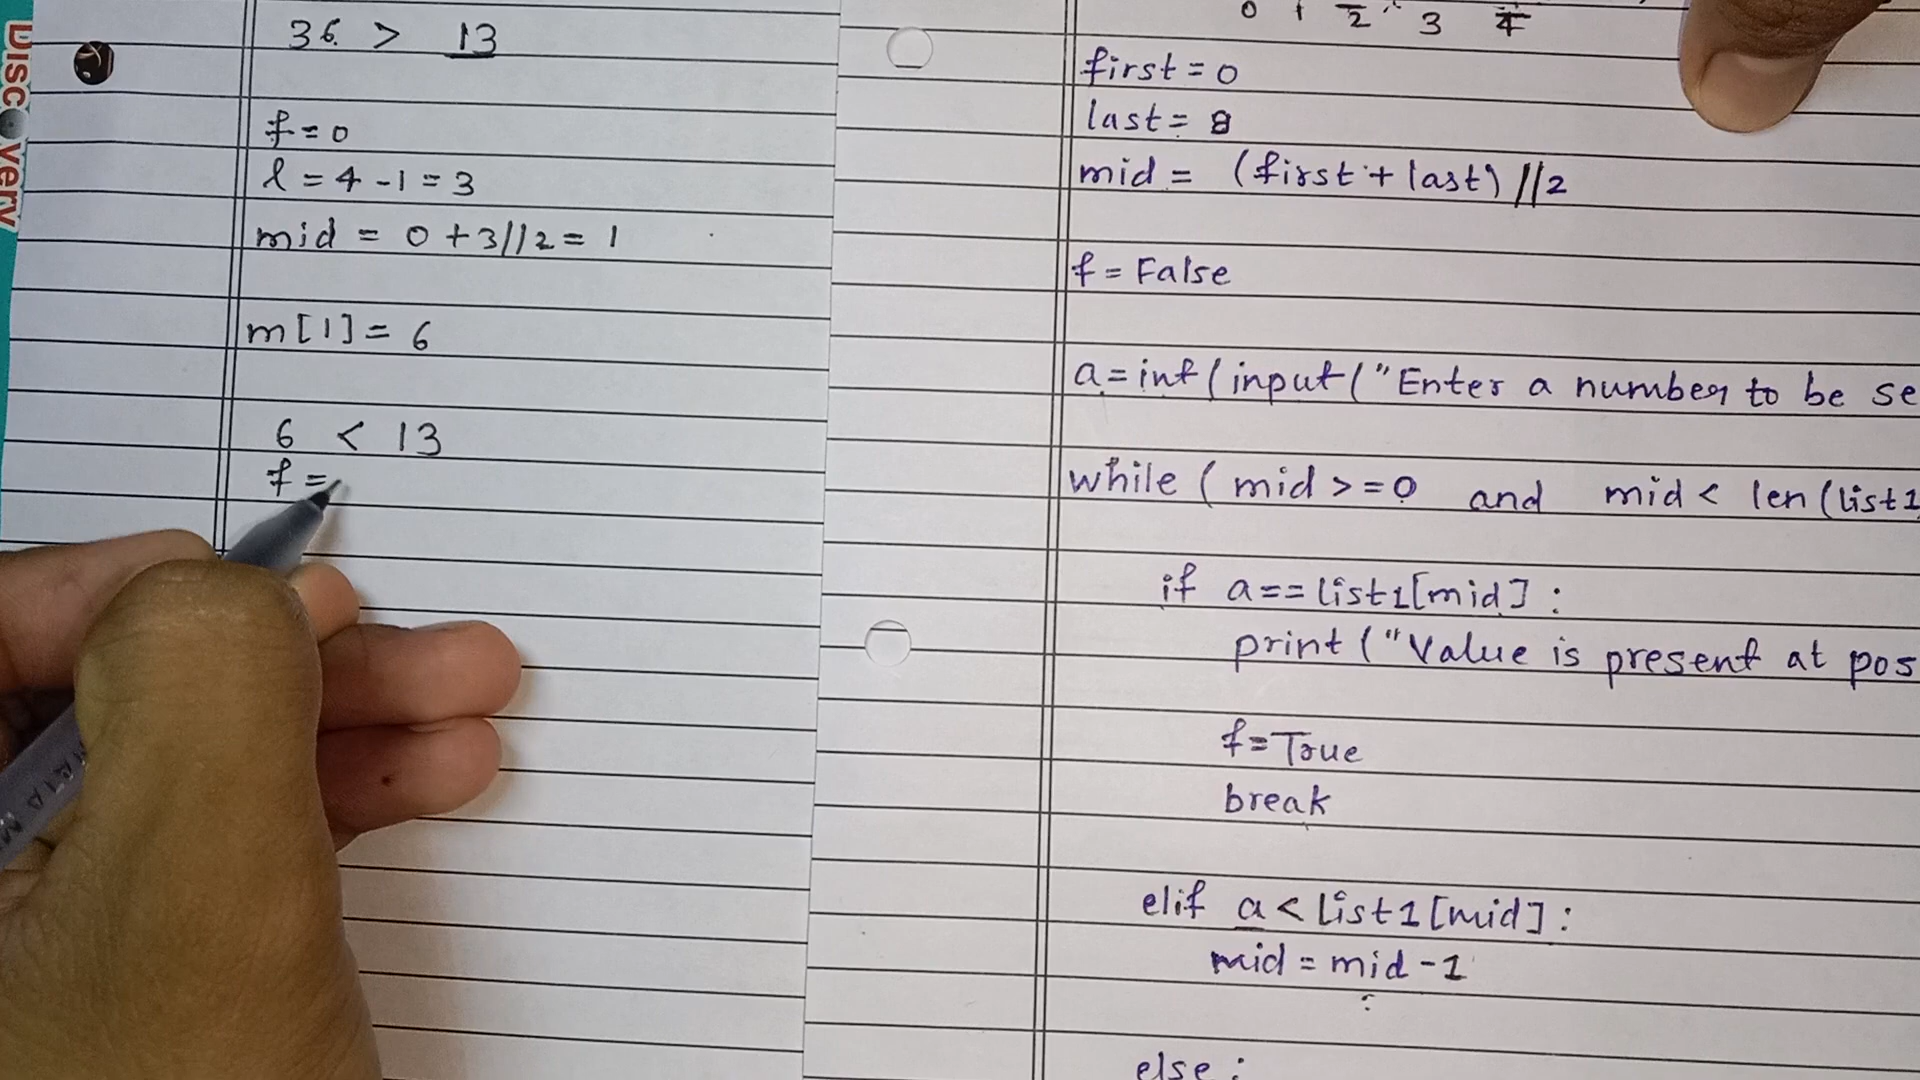 Discovery
36 > 13
f = 0
l = 4 - 1 = 3
mid = 0 + 3//2 = 1
m[1] = 6
6 < 13
f =
0 1 2 3 4
first = 0
last = 8
mid = (first + last) //2
f = False
a = int(input("Enter a number to be se
while ( mid >= 0 and mid < len(list1
if a == list1[mid] :
print ("Value is present at pos
f = True
break
elif a < list1[mid] :
mid = mid - 1
else :